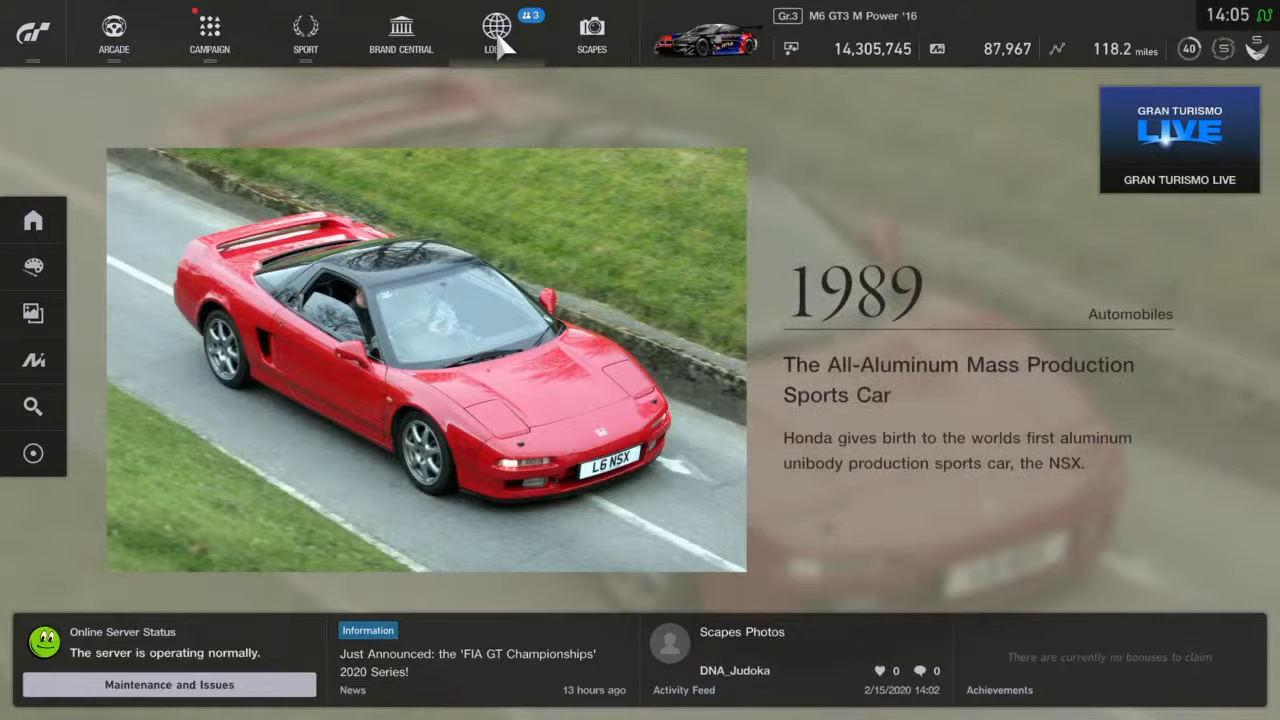 ARCADE
CAMPAIGN
SPORT
BRAND CENTRAL
3
SCAPES
Gr.3 M6 GT3 M Power '16
14:05
14,305,745
87,967
118.2 miles
40
S
S
GRAN TURISMO
LIVE
GRAN TURISMO LIVE
L6 NSX
1989
Automobiles
The All-Aluminum Mass Production
Sports Car
Honda gives birth to the worlds first aluminum
unibody production sports car, the NSX.
Online Server Status
The server is operating normally.
Maintenance and Issues
Information
Just Announced: the 'FIA GT Championships'
2020 Series!
News 13 hours ago
Scapes Photos
DNA_Judoka 0 0
Activity Feed 2/15/2020 14:02
There are currently no bonuses to claim
Achievements